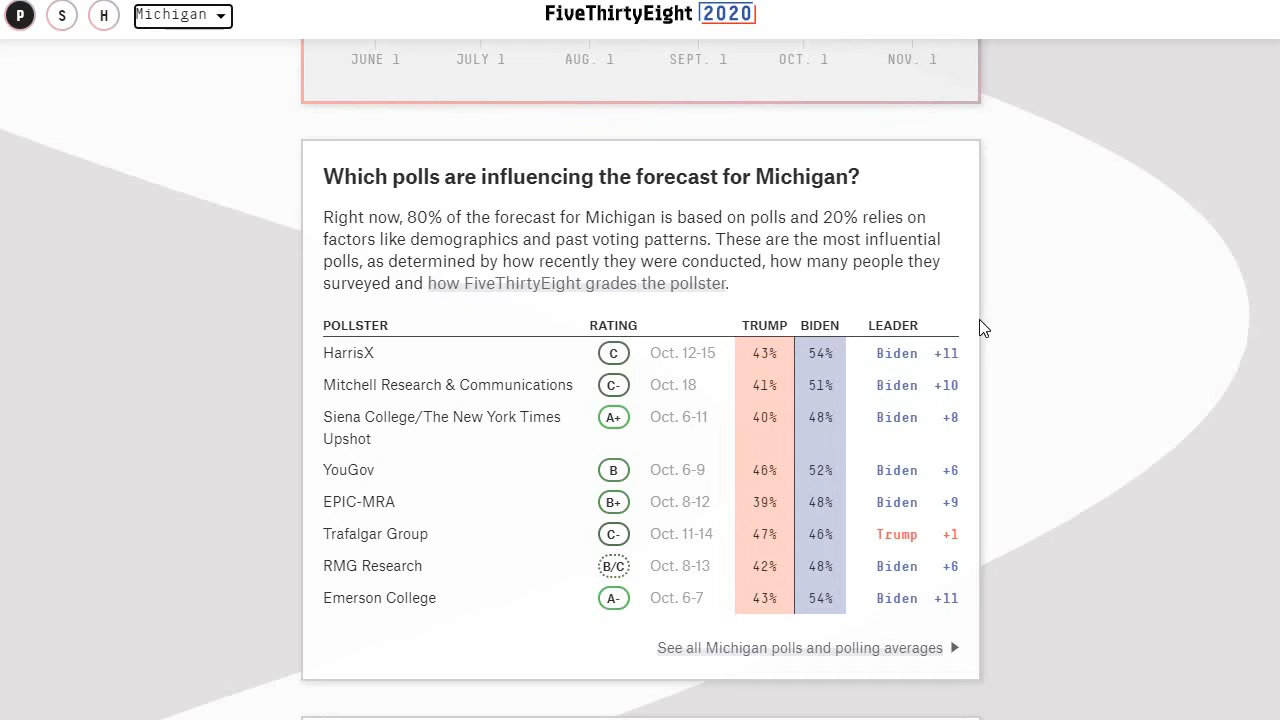 P S H Michigan FiveThirtyEight 2020
JUNE 1 JULY 1 AUG. 1 SEPT. 1 OCT. 1 NOV. 1
Which polls are influencing the forecast for Michigan?
Right now, 80% of the forecast for Michigan is based on polls and 20% relies on
factors like demographics and past voting patterns. These are the most influential
polls, as determined by how recently they were conducted, how many people they
surveyed and how FiveThirtyEight grades the pollster.
POLLSTER RATING TRUMP BIDEN LEADER
HarrisX C Oct. 12-15 43% 54% Biden +11
Mitchell Research & Communications C- Oct. 18 41% 51% Biden +10
Siena College/The New York Times A+ Oct. 6-11 40% 48% Biden +8
Upshot
YouGov B Oct. 6-9 46% 52% Biden +6
EPIC-MRA B+ Oct. 8-12 39% 48% Biden +9
Trafalgar Group C- Oct. 11-14 47% 46% Trump +1
RMG Research B/C Oct. 8-13 42% 48% Biden +6
Emerson College A- Oct. 6-7 43% 54% Biden +11
See all Michigan polls and polling averages